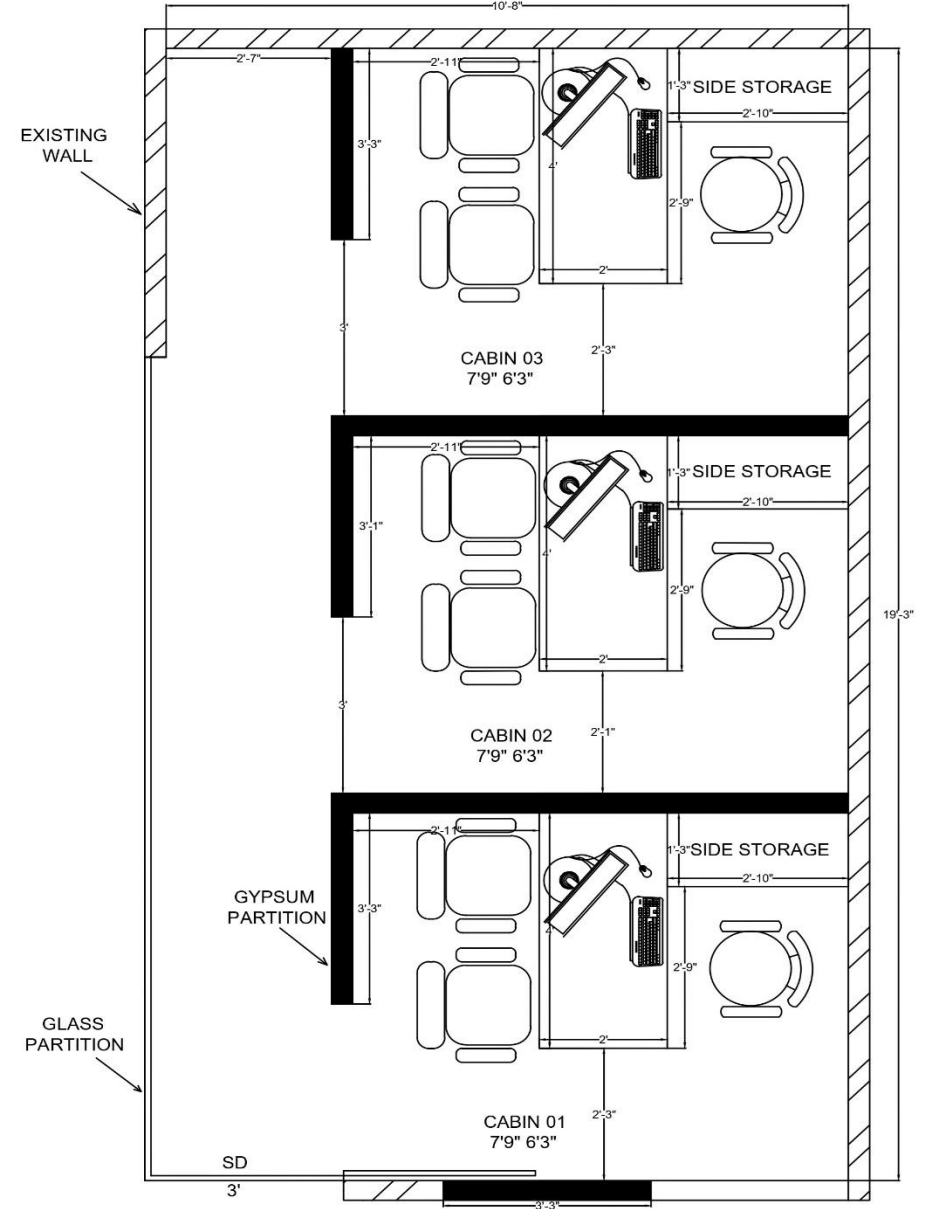 10'-8"
2'-7"
2'-11"
1'-3"
SIDE STORAGE
2'-10"
EXISTING
WALL
3'-3"
4'
2'-9"
2'
3'
2'-3"
CABIN 03
7'9" 6'3"
2'-11"
1'-3"
SIDE STORAGE
2'-10"
3'-1"
4'
2'-9"
19'-3"
2'
3'
2'-1"
CABIN 02
7'9" 6'3"
2'-11"
1'-3"
SIDE STORAGE
2'-10"
GYPSUM
PARTITION
3'-3"
4'
2'-9"
GLASS
PARTITION
2'
2'-3"
CABIN 01
7'9" 6'3"
SD
3'
3'-3"